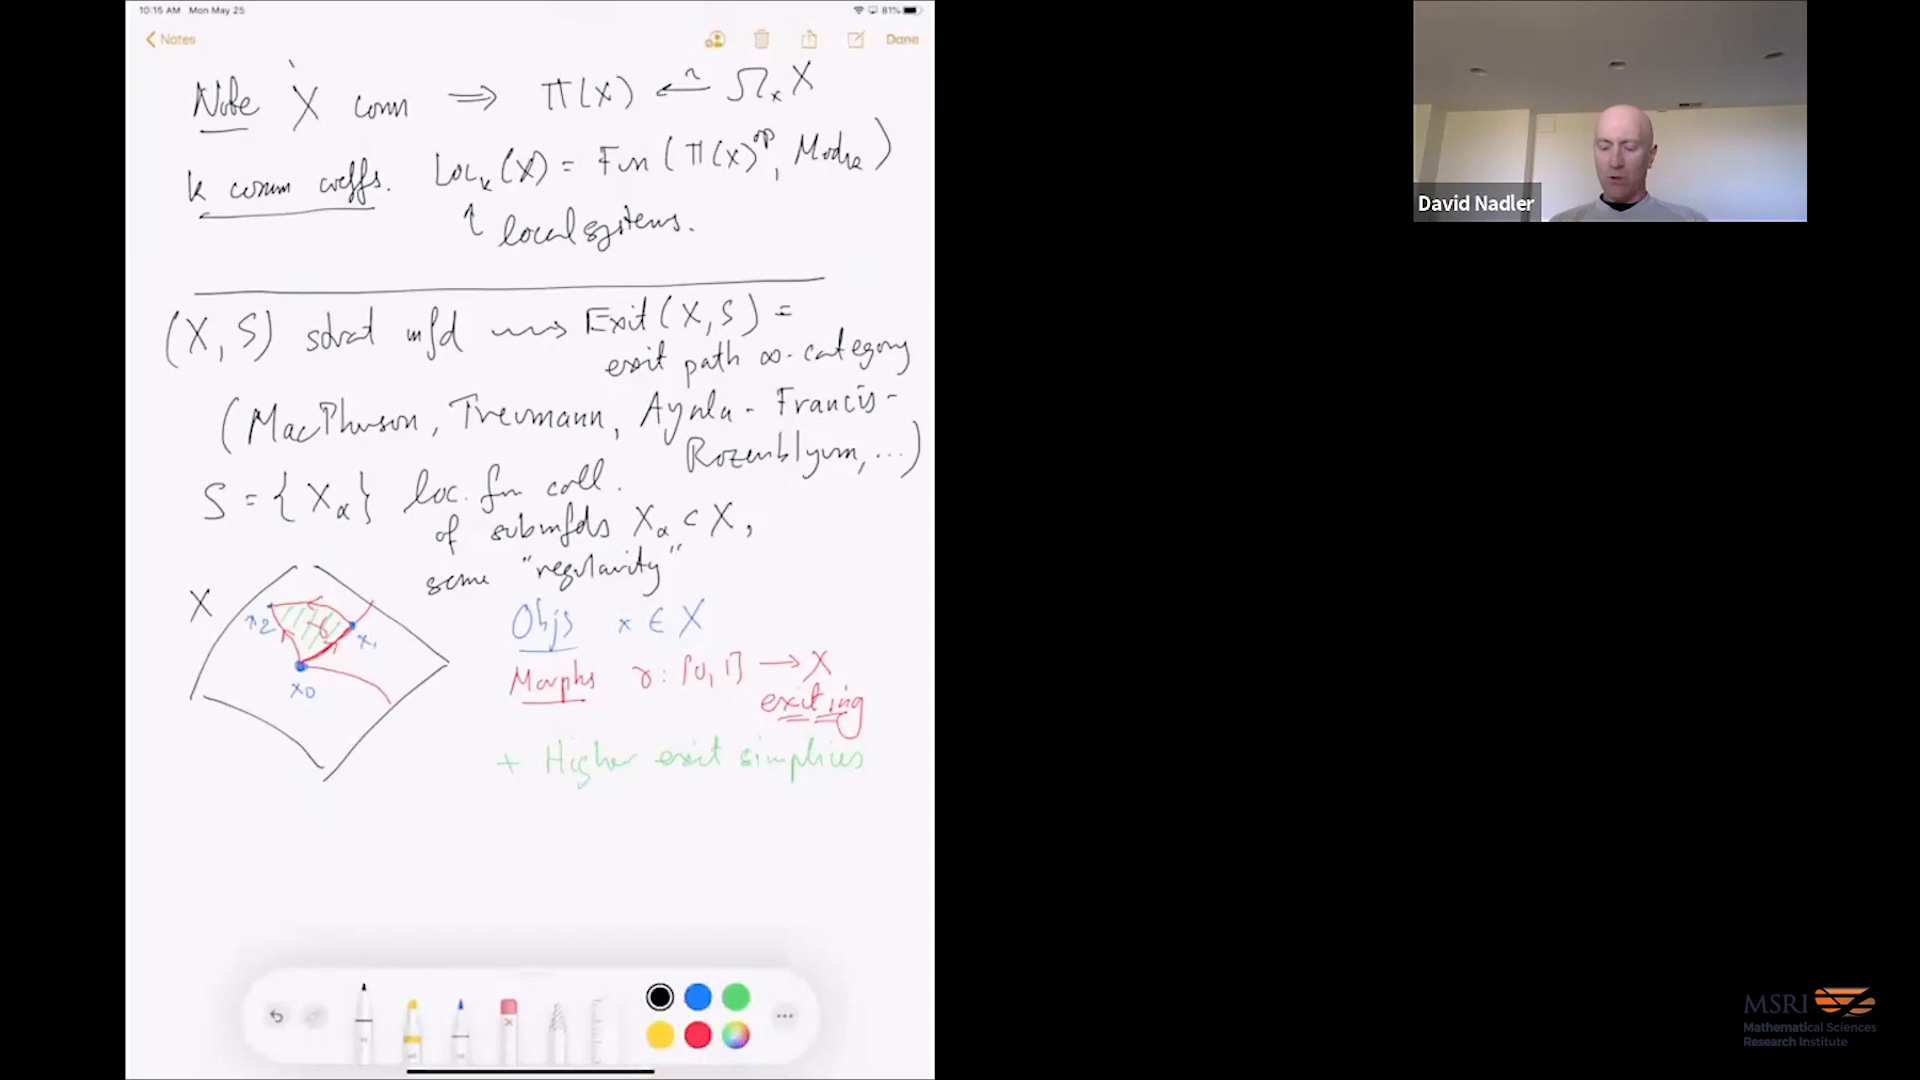 10:15 AM Mon May 25
81%
Notes
Done
Note X conn ⟹ Π(X) ←~ Ω_x X
k comm coeffs. Loc_k(X) = Fun(Π(X)^op, Mod_k)
↑ local systems.
(X, S) strat mfd ⇝ Exit(X, S) =
exit path ∞-category
(MacPherson, Treumann, Ayala-Francis-
Rozenblyum, ...)
S = {X_α} loc. fin coll.
of submfds X_α ⊂ X,
some "regularity"
X
x_2
x_1
x_0
Objs x ∈ X
Morphs γ: [0,1] → X
exiting
+ Higher exit simplices
David Nadler
MSRI
Mathematical Sciences
Research Institute